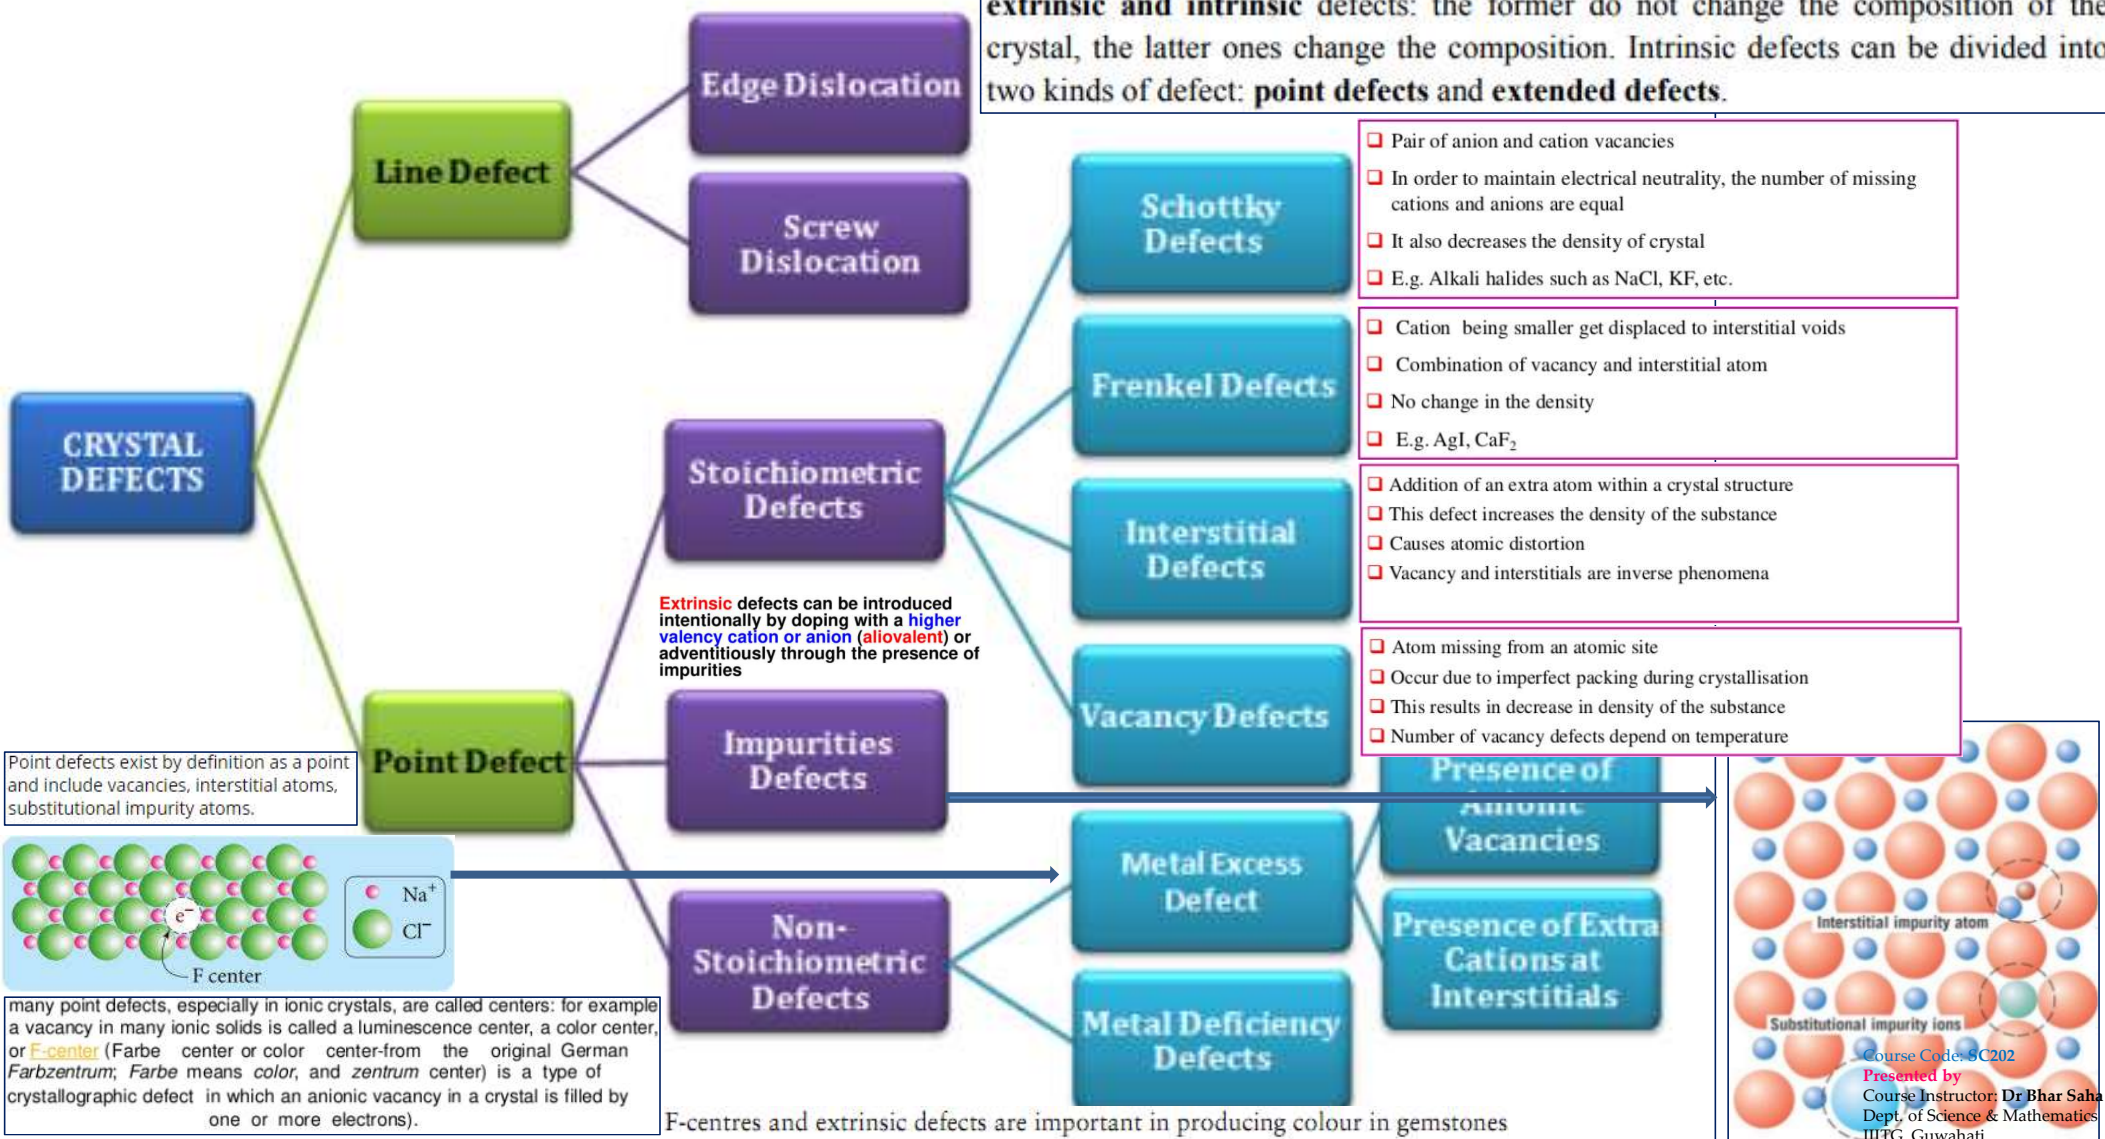 extrinsic and intrinsic defects: the former do not change the composition of the
crystal, the latter ones change the composition. Intrinsic defects can be divided into
two kinds of defect: point defects and extended defects.
CRYSTAL
DEFECTS
Line Defect
Edge Dislocation
Screw
Dislocation
Point Defect
Stoichiometric
Defects
Schottky
Defects
❑ Pair of anion and cation vacancies
❑ In order to maintain electrical neutrality, the number of missing
cations and anions are equal
❑ It also decreases the density of crystal
❑ E.g. Alkali halides such as NaCl, KF, etc.
Frenkel Defects
❑ Cation being smaller get displaced to interstitial voids
❑ Combination of vacancy and interstitial atom
❑ No change in the density
❑ E.g. AgI, CaF₂
Interstitial
Defects
❑ Addition of an extra atom within a crystal structure
❑ This defect increases the density of the substance
❑ Causes atomic distortion
❑ Vacancy and interstitials are inverse phenomena
Vacancy Defects
❑ Atom missing from an atomic site
❑ Occur due to imperfect packing during crystallisation
❑ This results in decrease in density of the substance
❑ Number of vacancy defects depend on temperature
Extrinsic defects can be introduced
intentionally by doping with a higher
valency cation or anion (aliovalent) or
adventitiously through the presence of
impurities
Impurities
Defects
Non-
Stoichiometric
Defects
Metal Excess
Defect
Presence of
Anionic
Vacancies
Presence of Extra
Cations at
Interstitials
Metal Deficiency
Defects
Point defects exist by definition as a point
and include vacancies, interstitial atoms,
substitutional impurity atoms.
e⁻
F center
Na⁺
Cl⁻
many point defects, especially in ionic crystals, are called centers: for example
a vacancy in many ionic solids is called a luminescence center, a color center,
or F-center (Farbe center or color center-from the original German
Farbzentrum; Farbe means color, and zentrum center) is a type of
crystallographic defect in which an anionic vacancy in a crystal is filled by
one or more electrons).
F-centres and extrinsic defects are important in producing colour in gemstones
Interstitial impurity atom
Substitutional impurity ions
Course Code: SC202
Presented by
Course Instructor: Dr Bhar Saha
Dept. of Science & Mathematics
IIITG, Guwahati